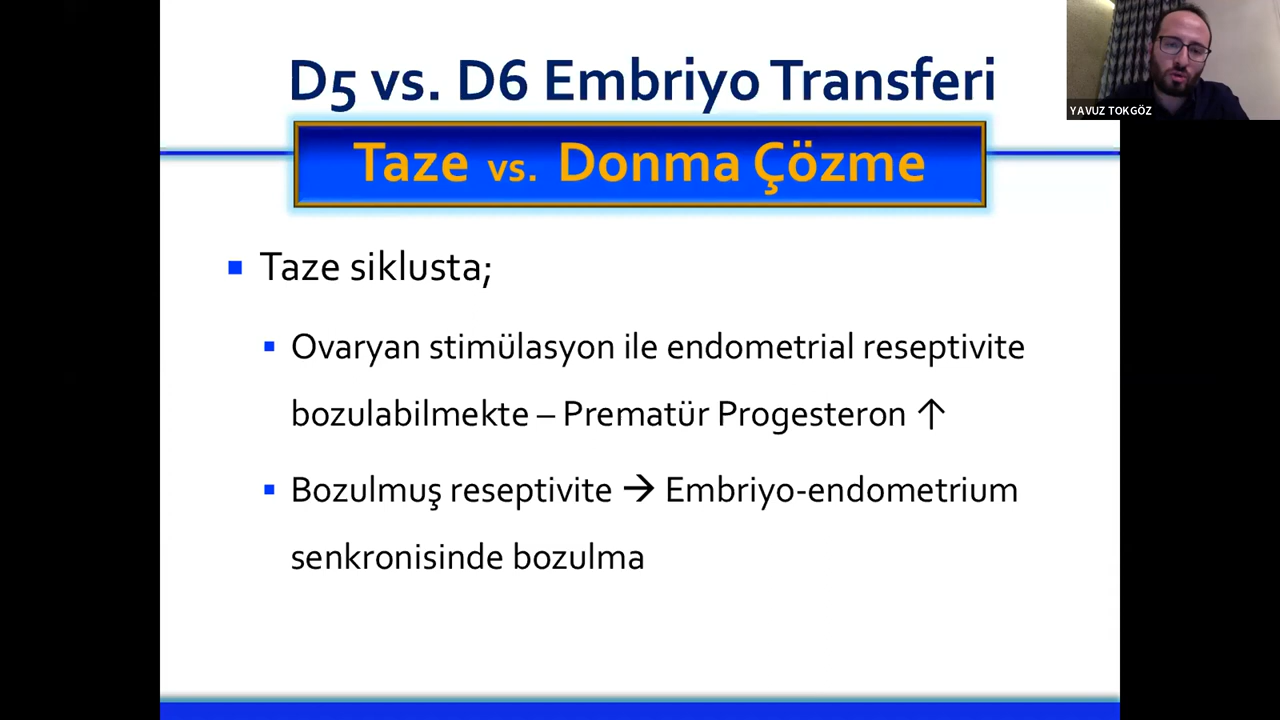 D5 vs. D6 Embriyo Transferi
Taze vs. Donma Çözme
YAVUZ TOKGÖZ
▪ Taze siklusta;
▪ Ovaryan stimülasyon ile endometrial reseptivite
bozulabilmekte – Prematür Progesteron ↑
▪ Bozulmuş reseptivite → Embriyo-endometrium
senkronisinde bozulma